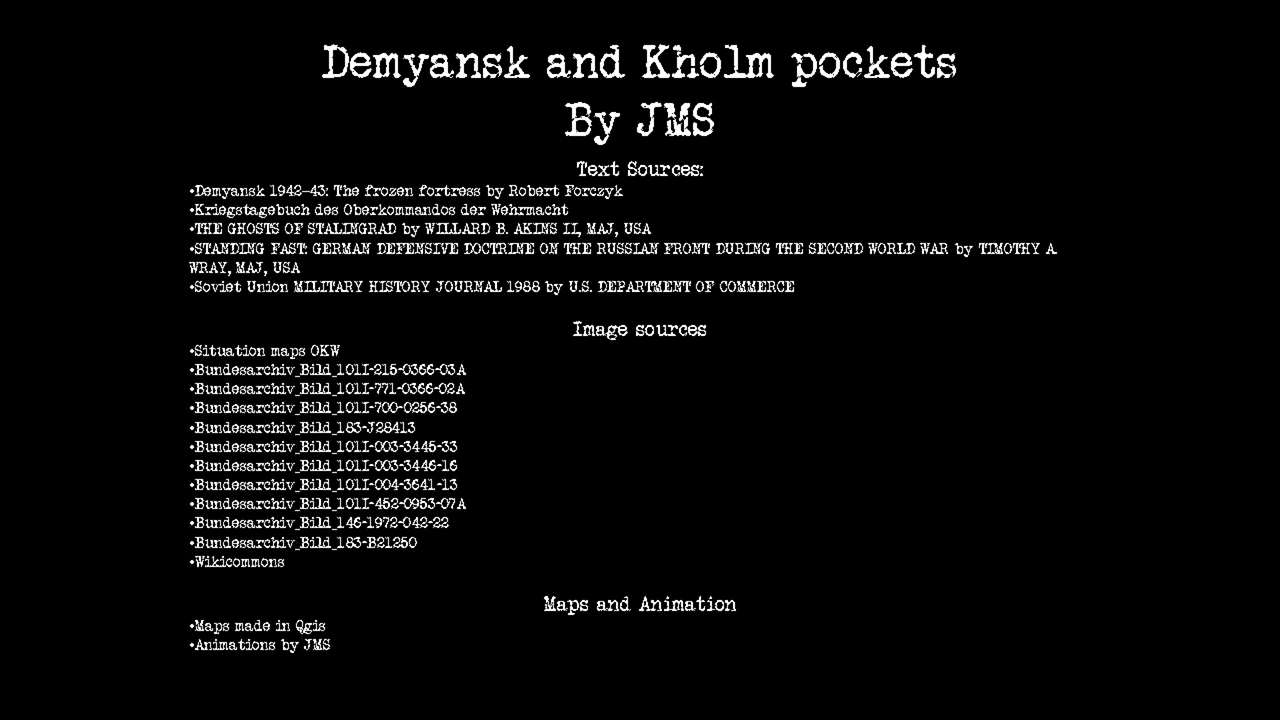 Demyansk and Kholm pockets
By JMS
Text Sources:
•Demyansk 1942–43: The frozen fortress by Robert Forczyk
•Kriegstagebuch des Oberkommandos der Wehrmacht
•THE GHOSTS OF STALINGRAD by WILLARD B. AKINS II, MAJ, USA
•STANDING FAST: GERMAN DEFENSIVE DOCTRINE ON THE RUSSIAN FRONT DURING THE SECOND WORLD WAR by TIMOTHY A.
WRAY, MAJ, USA
•Soviet Union MILITARY HISTORY JOURNAL 1988 by U.S. DEPARTMENT OF COMMERCE
Image sources
•Situation maps OKW
•Bundesarchiv_Bild_101I-215-0366-03A
•Bundesarchiv_Bild_101I-771-0366-02A
•Bundesarchiv_Bild_101I-700-0256-38
•Bundesarchiv_Bild_183-J28413
•Bundesarchiv_Bild_101I-003-3445-33
•Bundesarchiv_Bild_101I-003-3446-16
•Bundesarchiv_Bild_101I-004-3641-13
•Bundesarchiv_Bild_101I-452-0953-07A
•Bundesarchiv_Bild_146-1972-042-22
•Bundesarchiv_Bild_183-B21250
•Wikicommons
Maps and Animation
•Maps made in Qgis
•Animations by JMS